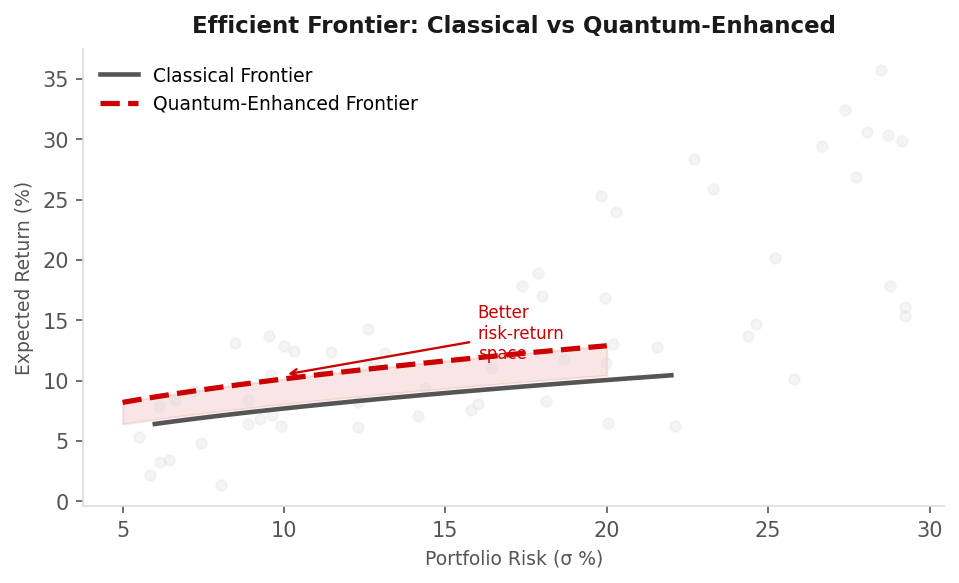 Efficient Frontier: Classical vs Quantum-Enhanced
Classical Frontier
Quantum-Enhanced Frontier
Expected Return (%)
35
30
25
20
15
10
5
0
Better
risk-return
space
5
10
15
20
25
30
Portfolio Risk (σ %)